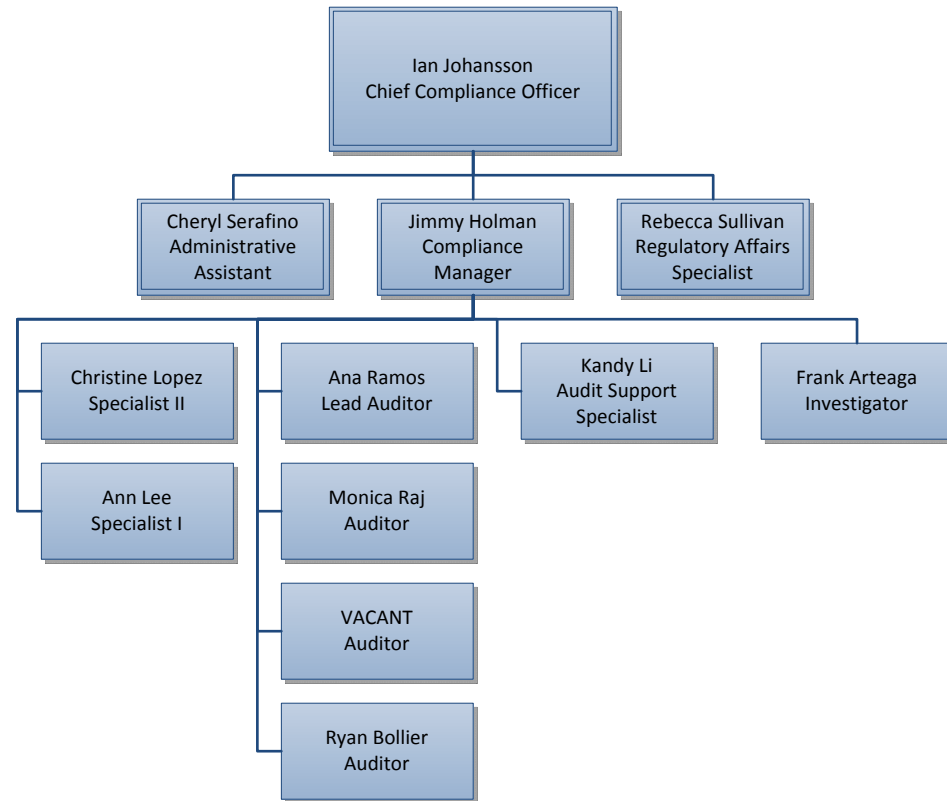 Ian Johansson
Chief Compliance Officer
Cheryl Serafino
Administrative
Assistant
Jimmy Holman
Compliance
Manager
Rebecca Sullivan
Regulatory Affairs
Specialist
Christine Lopez
Specialist II
Ana Ramos
Lead Auditor
Kandy Li
Audit Support
Specialist
Frank Arteaga
Investigator
Ann Lee
Specialist I
Monica Raj
Auditor
VACANT
Auditor
Ryan Bollier
Auditor